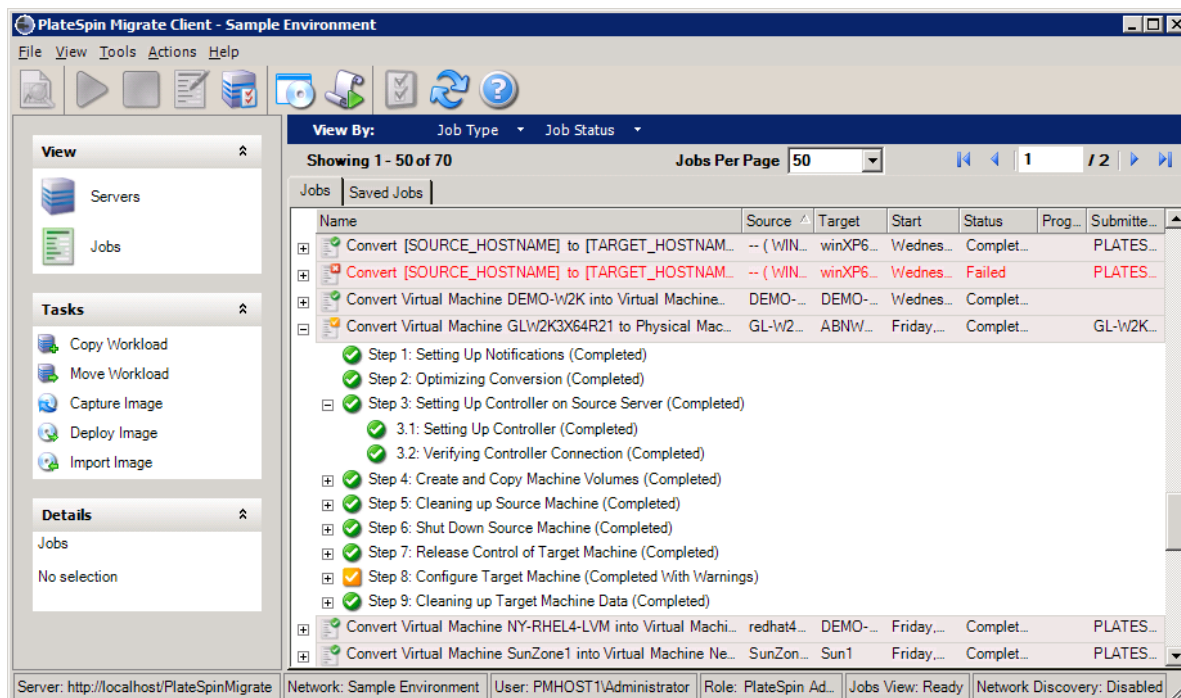 PlateSpin Migrate Client - Sample Environment
File View Tools Actions Help
View By: Job Type Job Status
View
Showing 1 - 50 of 70 Jobs Per Page 50 1 / 2
Servers
Jobs Saved Jobs
Name Source Target Start Status Prog... Submitte...
Jobs
Convert [SOURCE_HOSTNAME] to [TARGET_HOSTNAM... -- ( WIN... winXP6... Wednes... Complet... PLATES...
Convert [SOURCE_HOSTNAME] to [TARGET_HOSTNAM... -- ( WIN... winXP6... Wednes... Failed PLATES...
Tasks
Convert Virtual Machine DEMO-W2K into Virtual Machine... DEMO-... DEMO-... Wednes... Complet...
Convert Virtual Machine GLW2K3X64R21 to Physical Mac... GL-W2... ABNW... Friday,... Complet... GL-W2K...
Copy Workload
Step 1: Setting Up Notifications (Completed)
Move Workload
Step 2: Optimizing Conversion (Completed)
Capture Image
Step 3: Setting Up Controller on Source Server (Completed)
Deploy Image
3.1: Setting Up Controller (Completed)
Import Image
3.2: Verifying Controller Connection (Completed)
Step 4: Create and Copy Machine Volumes (Completed)
Details
Step 5: Cleaning up Source Machine (Completed)
Step 6: Shut Down Source Machine (Completed)
Jobs
Step 7: Release Control of Target Machine (Completed)
No selection
Step 8: Configure Target Machine (Completed With Warnings)
Step 9: Cleaning up Target Machine Data (Completed)
Convert Virtual Machine NY-RHEL4-LVM into Virtual Machi... redhat4... DEMO-... Friday,... Complet... PLATES...
Convert Virtual Machine SunZone1 into Virtual Machine Ne... SunZon... Sun1 Friday,... Complet... PLATES...
Server: http://localhost/PlateSpinMigrate Network: Sample Environment User: PMHOST1\Administrator Role: PlateSpin Ad... Jobs View: Ready Network Discovery: Disabled